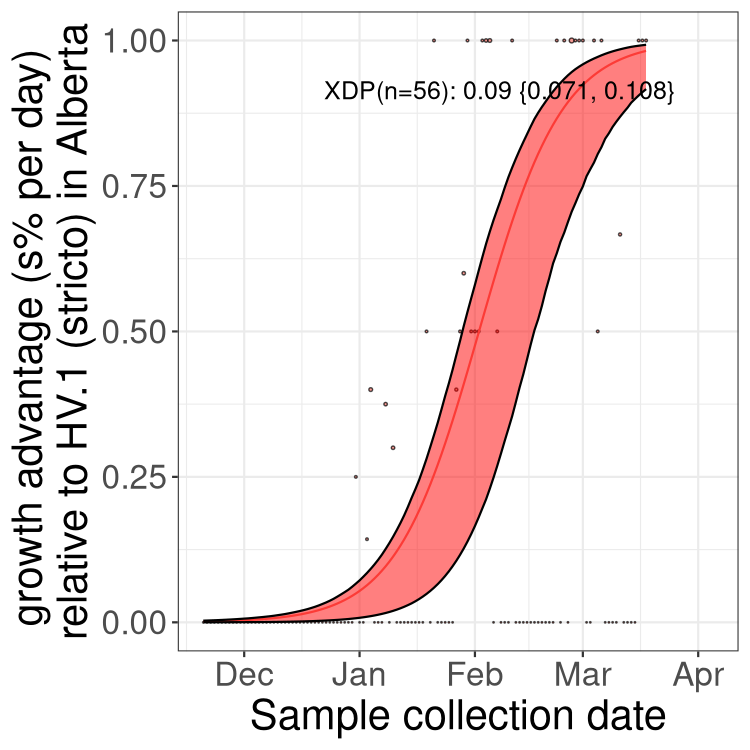 growth advantage (s% per day)
relative to HV.1 (stricto) in Alberta
1.00
0.75
0.50
0.25
0.00
XDP(n=56): 0.09 {0.071, 0.108}
Dec Jan Feb Mar Apr
Sample collection date